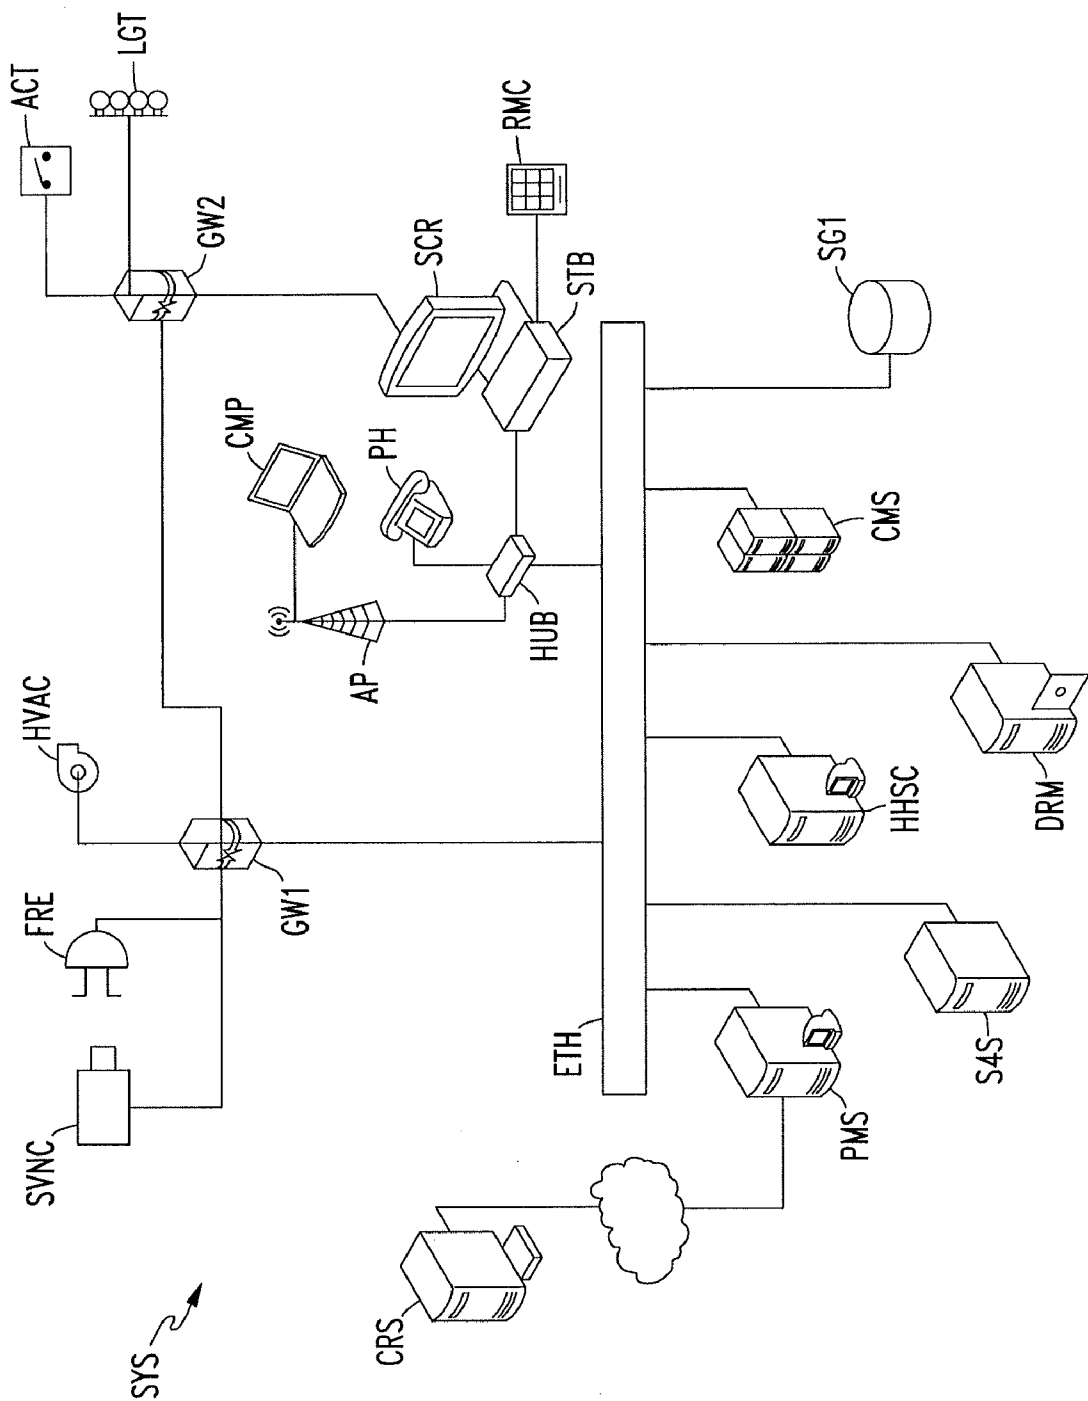 SYS
SVNC
FRE
HVAC
ACT
LGT
GW1
GW2
CMP
AP
PH
SCR
RMC
STB
HUB
CRS
ETH
PMS
S4S
HHSC
DRM
CMS
SG1